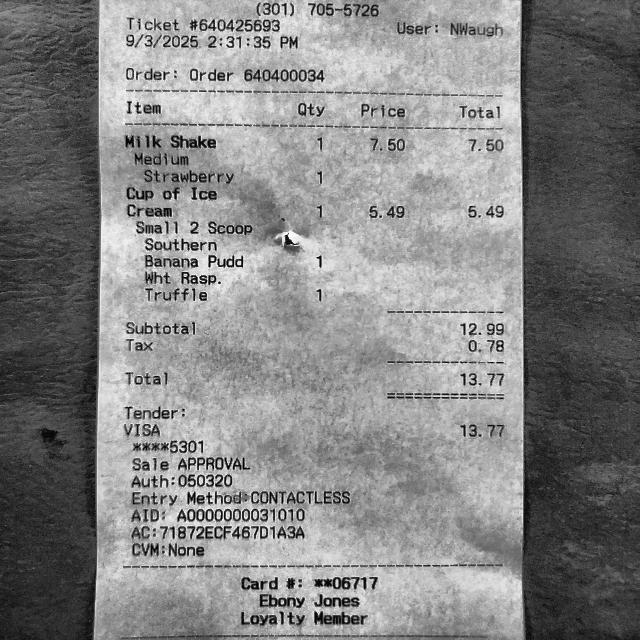 (301) 705-5726
Ticket #640425693 User: NWaugh
9/3/2025 2:31:35 PM
Order: Order 640400034
Item Qty Price Total
Milk Shake 1 7.50 7.50
Medium
Strawberry 1
Cup of Ice
Cream 1 5.49 5.49
Small 2 Scoop
Southern
Banana Pudd 1
Wht Rasp.
Truffle 1
Subtotal 12.99
Tax 0.78
Total 13.77
Tender:
VISA 13.77
****5301
Sale APPROVAL
Auth:050320
Entry Method:CONTACTLESS
AID: A0000000031010
AC:71872ECF467D1A3A
CVM:None
Card #: **06717
Ebony Jones
Loyalty Member